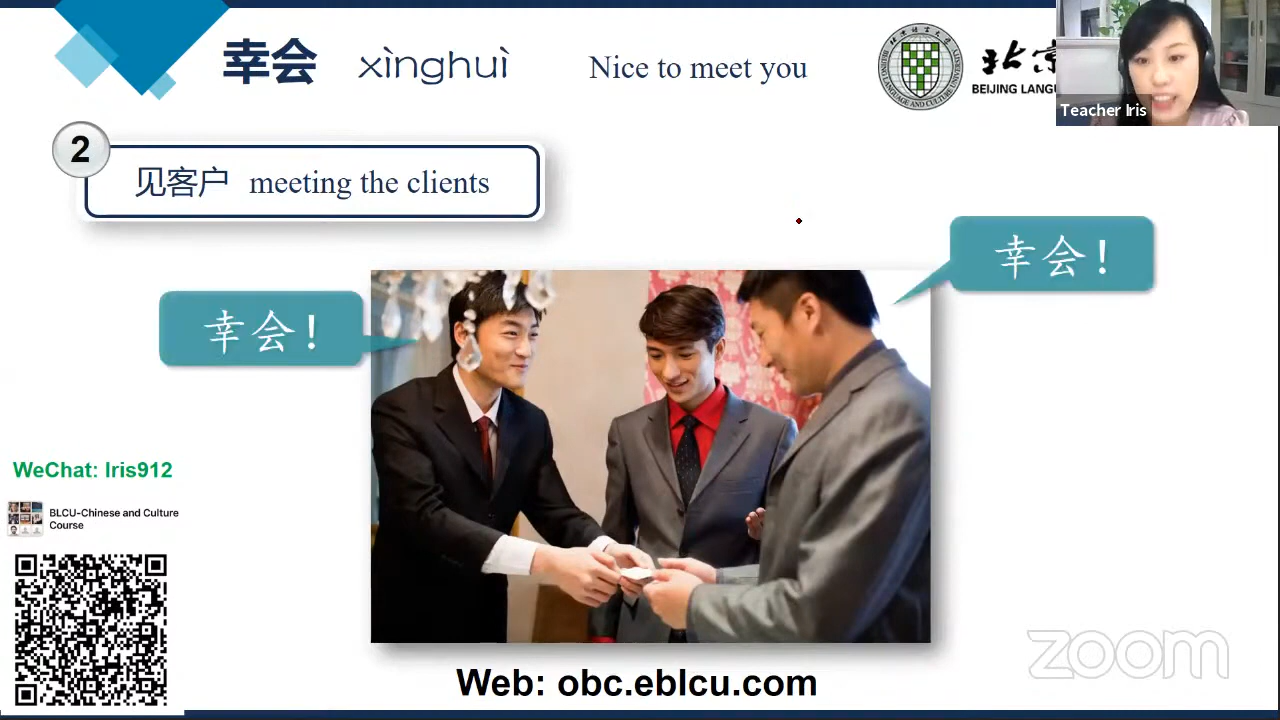 幸会 xìnghuì Nice to meet you
北京
BEIJING LANGU
Teacher Iris
2
见客户 meeting the clients
幸会!
幸会!
WeChat: Iris912
BLCU-Chinese and Culture
Course
zoom
Web: obc.eblcu.com